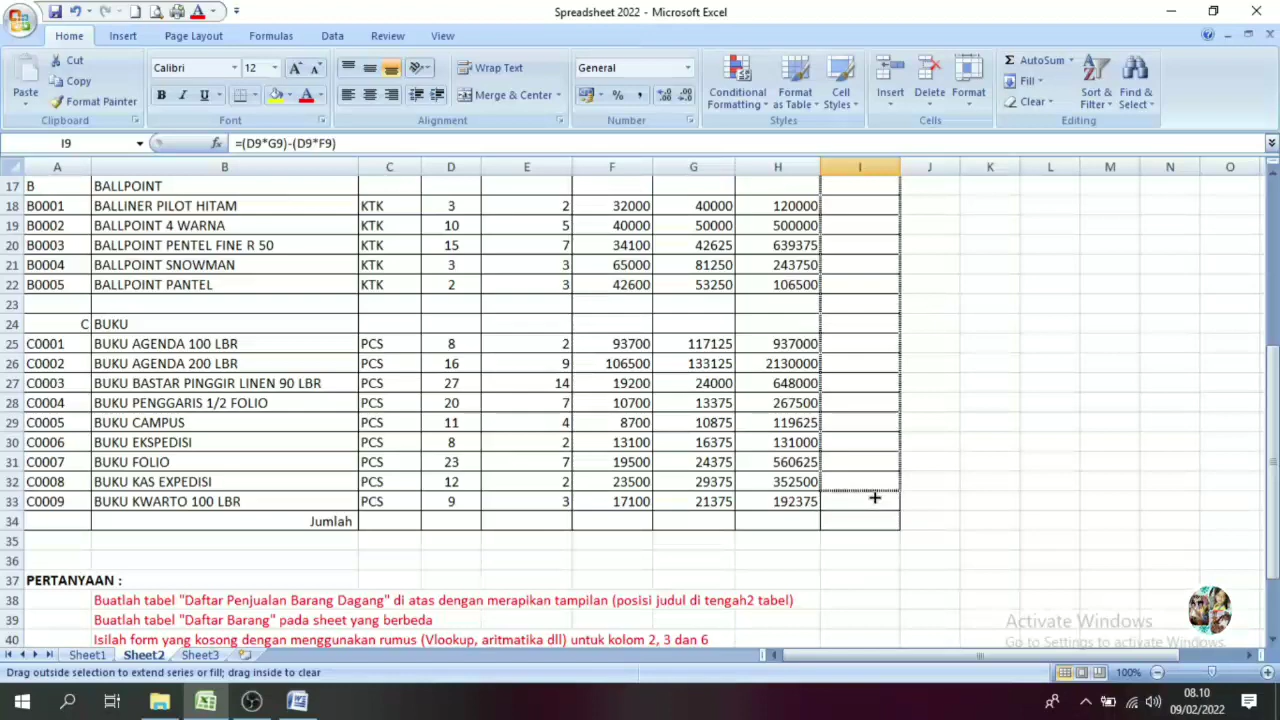 Spreadsheet 2022 - Microsoft Excel
Home Insert Page Layout Formulas Data Review View
Paste Cut Copy Format Painter
Calibri 12
B I U A
Wrap Text
Merge & Center
General
% ,
Conditional Formatting Format as Table Cell Styles
Insert Delete Format
AutoSum Fill Clear Sort & Filter Find & Select
Clipboard Font Alignment Number Styles Cells Editing
I9 fx =(D9*G9)-(D9*F9)
A B C D E F G H I J K L M N O
17 B BALLPOINT
18 B0001 BALLINER PILOT HITAM KTK 3 2 32000 40000 120000
19 B0002 BALLPOINT 4 WARNA KTK 10 5 40000 50000 500000
20 B0003 BALLPOINT PENTEL FINE R 50 KTK 15 7 34100 42625 639375
21 B0004 BALLPOINT SNOWMAN KTK 3 3 65000 81250 243750
22 B0005 BALLPOINT PANTEL KTK 2 3 42600 53250 106500
23
24 C BUKU
25 C0001 BUKU AGENDA 100 LBR PCS 8 2 93700 117125 937000
26 C0002 BUKU AGENDA 200 LBR PCS 16 9 106500 133125 2130000
27 C0003 BUKU BASTAR PINGGIR LINEN 90 LBR PCS 27 14 19200 24000 648000
28 C0004 BUKU PENGGARIS 1/2 FOLIO PCS 20 7 10700 13375 267500
29 C0005 BUKU CAMPUS PCS 11 4 8700 10875 119625
30 C0006 BUKU EKSPEDISI PCS 8 2 13100 16375 131000
31 C0007 BUKU FOLIO PCS 23 7 19500 24375 560625
32 C0008 BUKU KAS EXPEDISI PCS 12 2 23500 29375 352500
33 C0009 BUKU KWARTO 100 LBR PCS 9 3 17100 21375 192375
34 Jumlah
35
36
37 PERTANYAAN :
38 Buatlah tabel "Daftar Penjualan Barang Dagang" di atas dengan merapikan tampilan (posisi judul di tengah2 tabel)
39 Buatlah tabel "Daftar Barang" pada sheet yang berbeda
40 Isilah form yang kosong dengan menggunakan rumus (Vlookup, aritmatika dll) untuk kolom 2, 3 dan 6
Activate Windows
Go to Settings to activate Windows.
Sheet1 Sheet2 Sheet3
Drag outside selection to extend series or fill; drag inside to clear 100%
08.10
09/02/2022